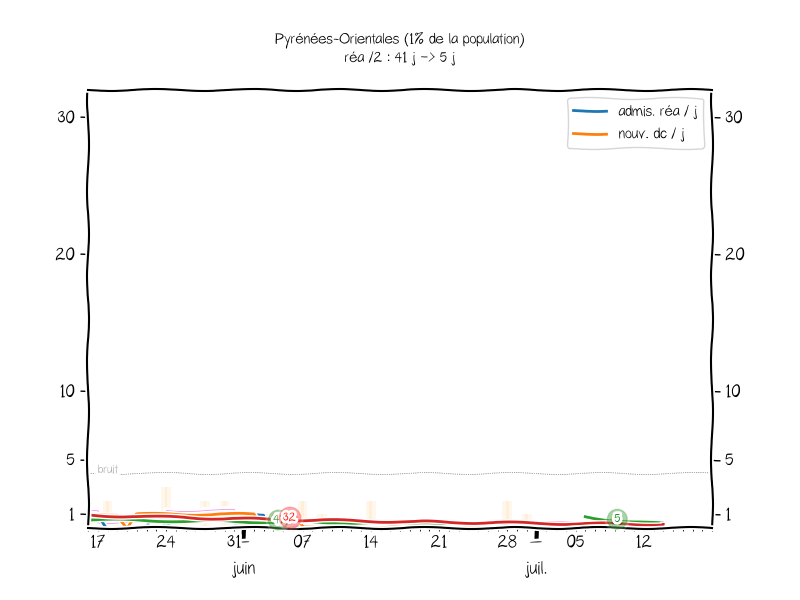 Pyrénées-Orientales (1% de la population)
réa /2 : 41 j -> 5 j
admis. réa / j
nouv. dc / j
30 30
20 20
10 10
5 5
bruit
1 1
4 32 5
17 24 31 07 14 21 28 05 12
juin juil.